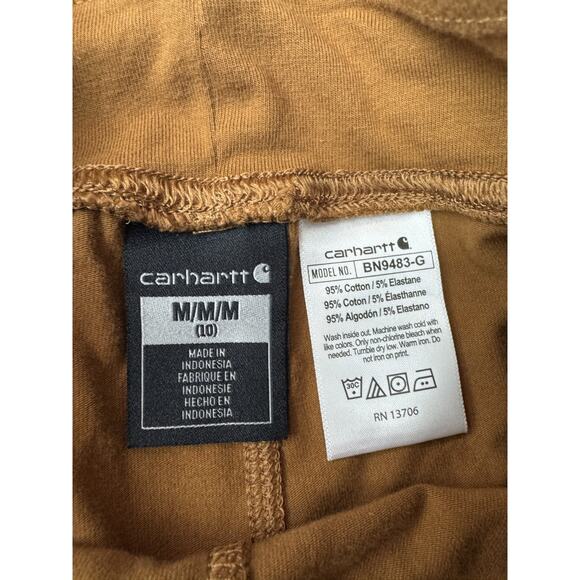 carhartt
M/M/M
(10)
MADE IN
INDONESIA
FABRIQUE EN
INDONESIE
HECHO EN
INDONESIA
carhartt
MODEL NO. BN9483-G
95% Cotton / 5% Elastane
95% Coton / 5% Élasthanne
95% Algodón / 5% Elastano
Wash inside out. Machine wash cold with
like colors. Only non-chlorine bleach when
needed. Tumble dry low. Warm iron. Do
not iron on print.
30C
RN 13706